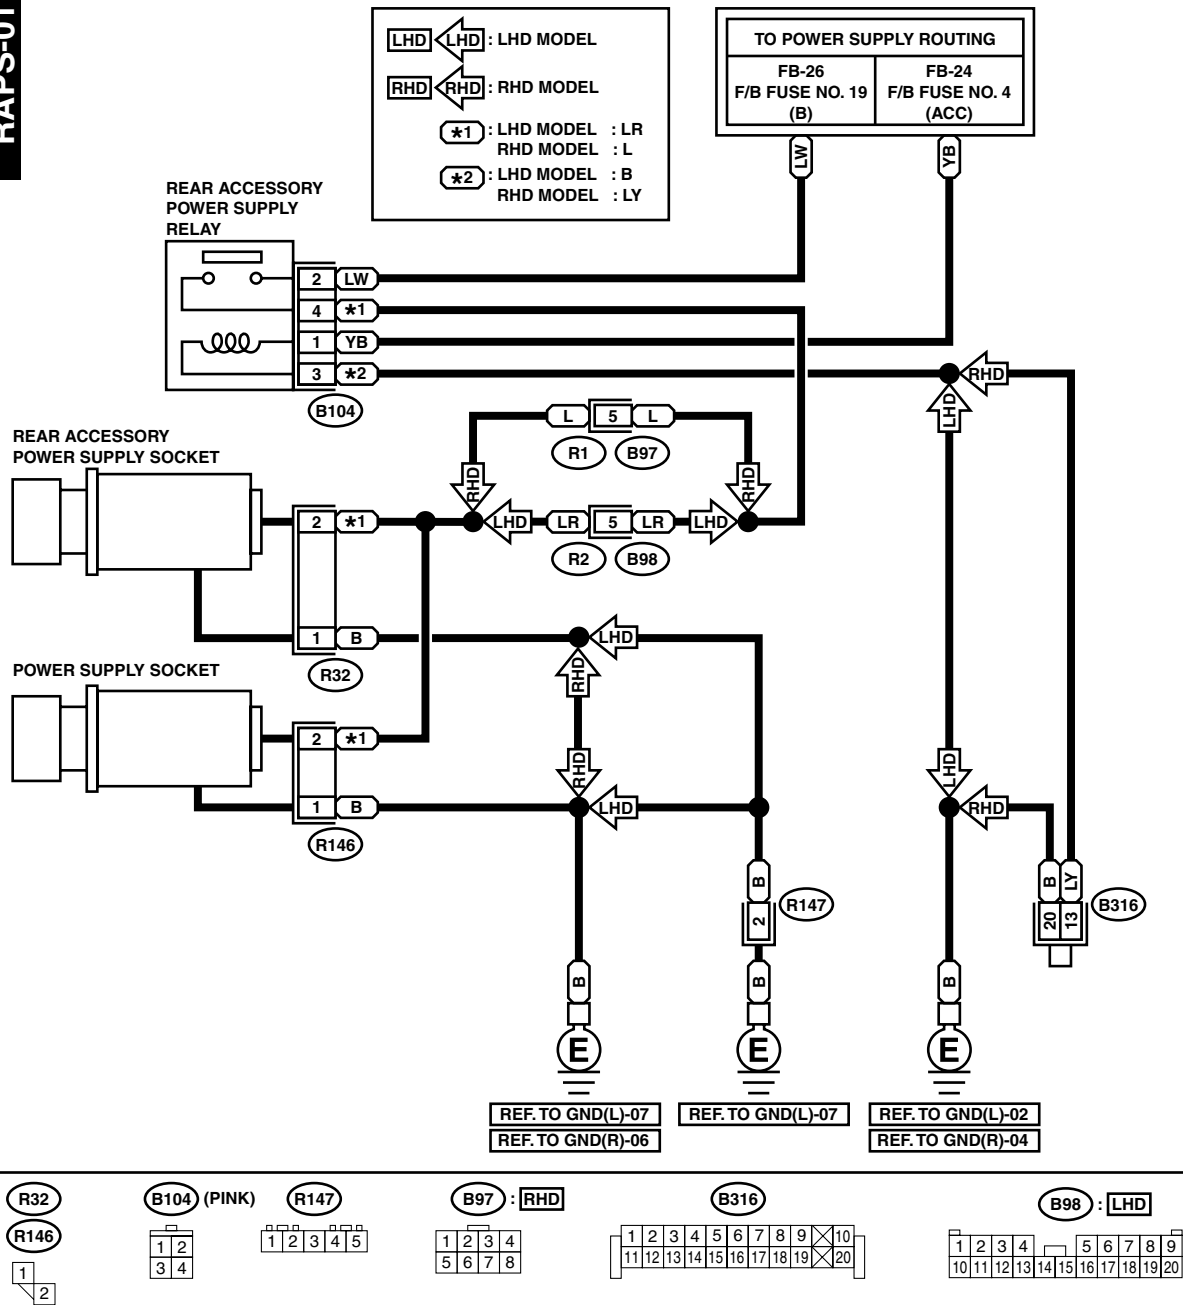 RAPS-01
LHD LHD : LHD MODEL
RHD RHD : RHD MODEL
*1 : LHD MODEL : LR
RHD MODEL : L
*2 : LHD MODEL : B
RHD MODEL : LY
TO POWER SUPPLY ROUTING
FB-26
F/B FUSE NO. 19
(B)
FB-24
F/B FUSE NO. 4
(ACC)
LW
YB
REAR ACCESSORY
POWER SUPPLY
RELAY
2 LW
4 *1
1 YB
3 *2
B104
RHD
LHD
L 5 L
R1 B97
RHD
RHD
REAR ACCESSORY
POWER SUPPLY SOCKET
2 *1
LHD LR 5 LR LHD
R2 B98
1 B
R32
LHD
RHD
POWER SUPPLY SOCKET
2 *1
RHD
LHD
1 B
R146
LHD
RHD
B
2
R147
B LY
20 13
B316
B
B
B
E
E
E
REF. TO GND(L)-07
REF. TO GND(R)-06
REF. TO GND(L)-07
REF. TO GND(L)-02
REF. TO GND(R)-04
R32
R146
1
2
B104 (PINK)
1 2
3 4
R147
1 2 3 4 5
B97 : RHD
1 2 3 4
5 6 7 8
B316
1 2 3 4 5 6 7 8 9 10
11 12 13 14 15 16 17 18 19 20
B98 : LHD
1 2 3 4 5 6 7 8 9
10 11 12 13 14 15 16 17 18 19 20